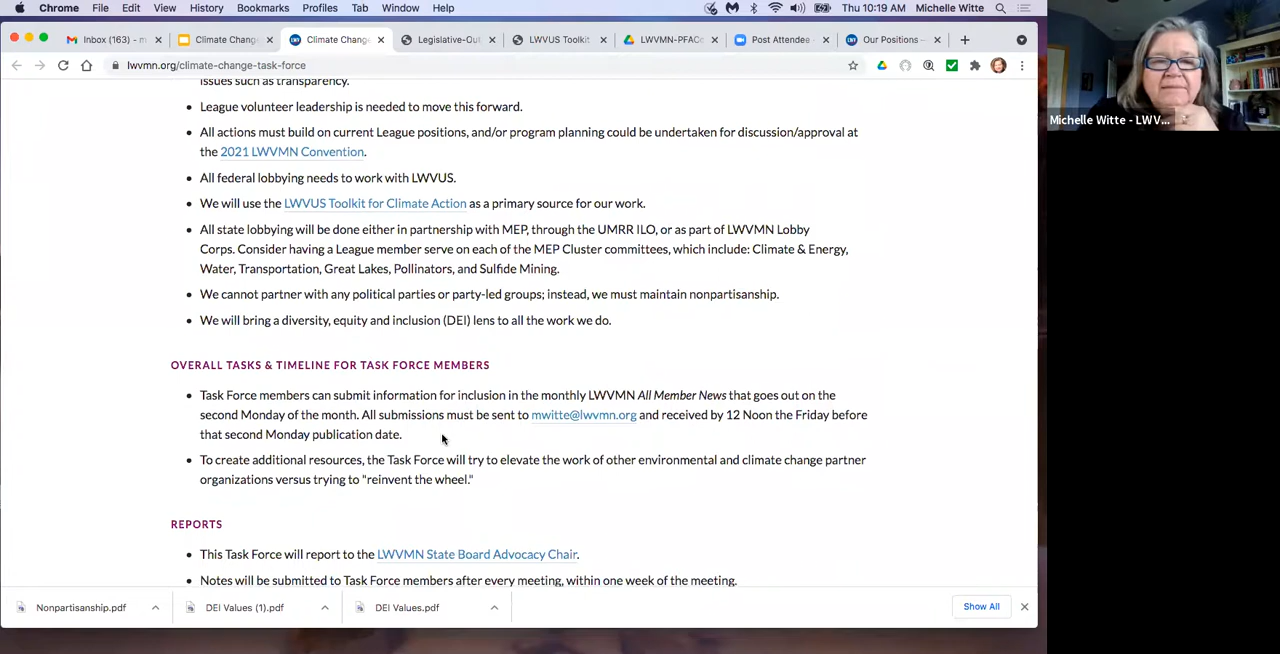 Chrome File Edit View History Bookmarks Profiles Tab Window Help Thu 10:19 AM Michelle Witte
Inbox (163) - m Climate Chang Climate Chang Legislative-Out LWVUS Toolkit LWVMN-PFACo Post Attendee - Our Positions —
lwvmn.org/climate-change-task-force
Michelle Witte - LWV...
issues such as transparency.
League volunteer leadership is needed to move this forward.
All actions must build on current League positions, and/or program planning could be undertaken for discussion/approval at
the 2021 LWVMN Convention.
All federal lobbying needs to work with LWVUS.
We will use the LWVUS Toolkit for Climate Action as a primary source for our work.
All state lobbying will be done either in partnership with MEP, through the UMRR ILO, or as part of LWVMN Lobby
Corps. Consider having a League member serve on each of the MEP Cluster committees, which include: Climate & Energy,
Water, Transportation, Great Lakes, Pollinators, and Sulfide Mining.
We cannot partner with any political parties or party-led groups; instead, we must maintain nonpartisanship.
We will bring a diversity, equity and inclusion (DEI) lens to all the work we do.
OVERALL TASKS & TIMELINE FOR TASK FORCE MEMBERS
Task Force members can submit information for inclusion in the monthly LWVMN All Member News that goes out on the
second Monday of the month. All submissions must be sent to mwitte@lwvmn.org and received by 12 Noon the Friday before
that second Monday publication date.
To create additional resources, the Task Force will try to elevate the work of other environmental and climate change partner
organizations versus trying to "reinvent the wheel."
REPORTS
This Task Force will report to the LWVMN State Board Advocacy Chair.
Notes will be submitted to Task Force members after every meeting, within one week of the meeting.
Nonpartisanship.pdf DEI Values (1).pdf DEI Values.pdf Show All